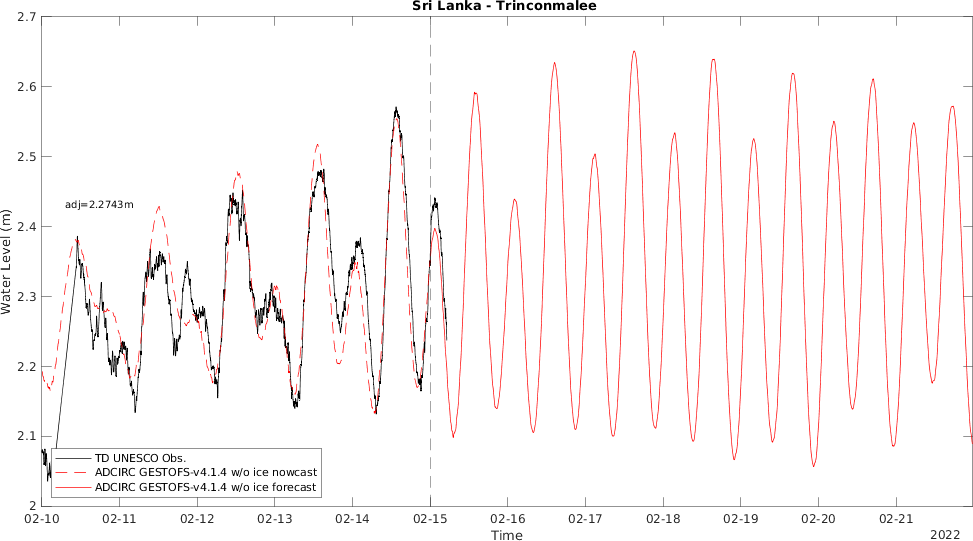 Sri Lanka - Trinconmalee
2.7
2.6
2.5
2.4
2.3
2.2
2.1
2
Water Level (m)
adj=2.2743m
TD UNESCO Obs.
ADCIRC GESTOFS-v4.1.4 w/o ice nowcast
ADCIRC GESTOFS-v4.1.4 w/o ice forecast
02-10 02-11 02-12 02-13 02-14 02-15 02-16 02-17 02-18 02-19 02-20 02-21
Time
2022